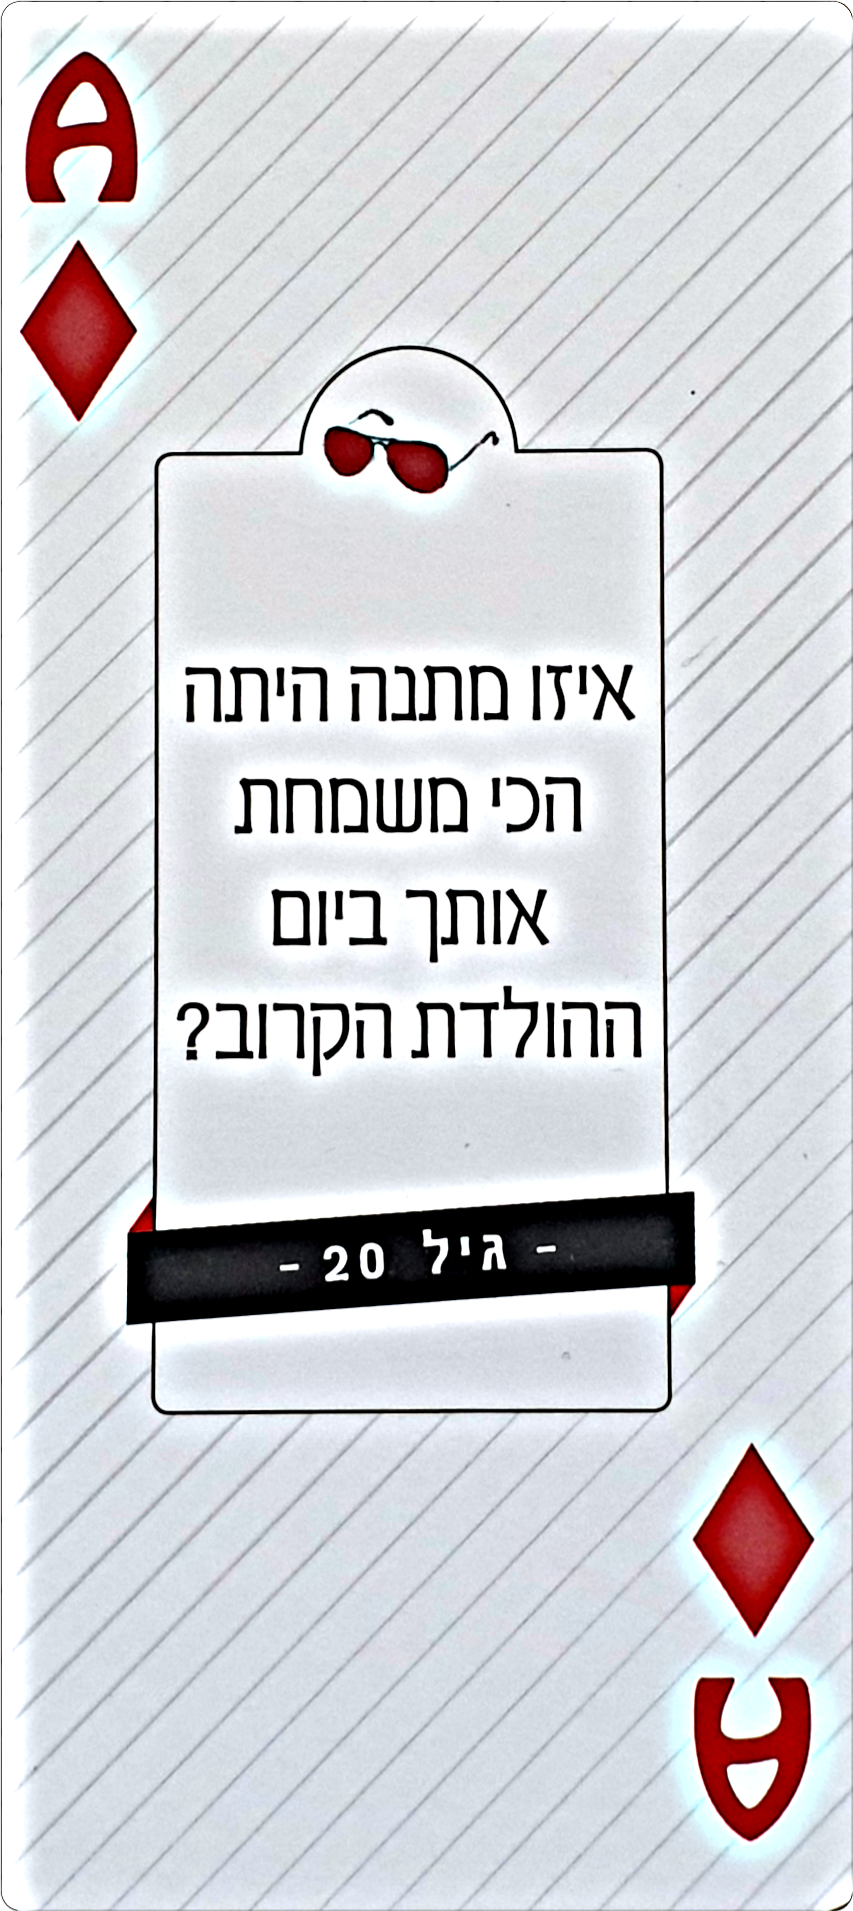 A
איזו מתנה היתה
הכי משמחת
אותך ביום
ההולדת הקרוב?
- גיל 20 -
A